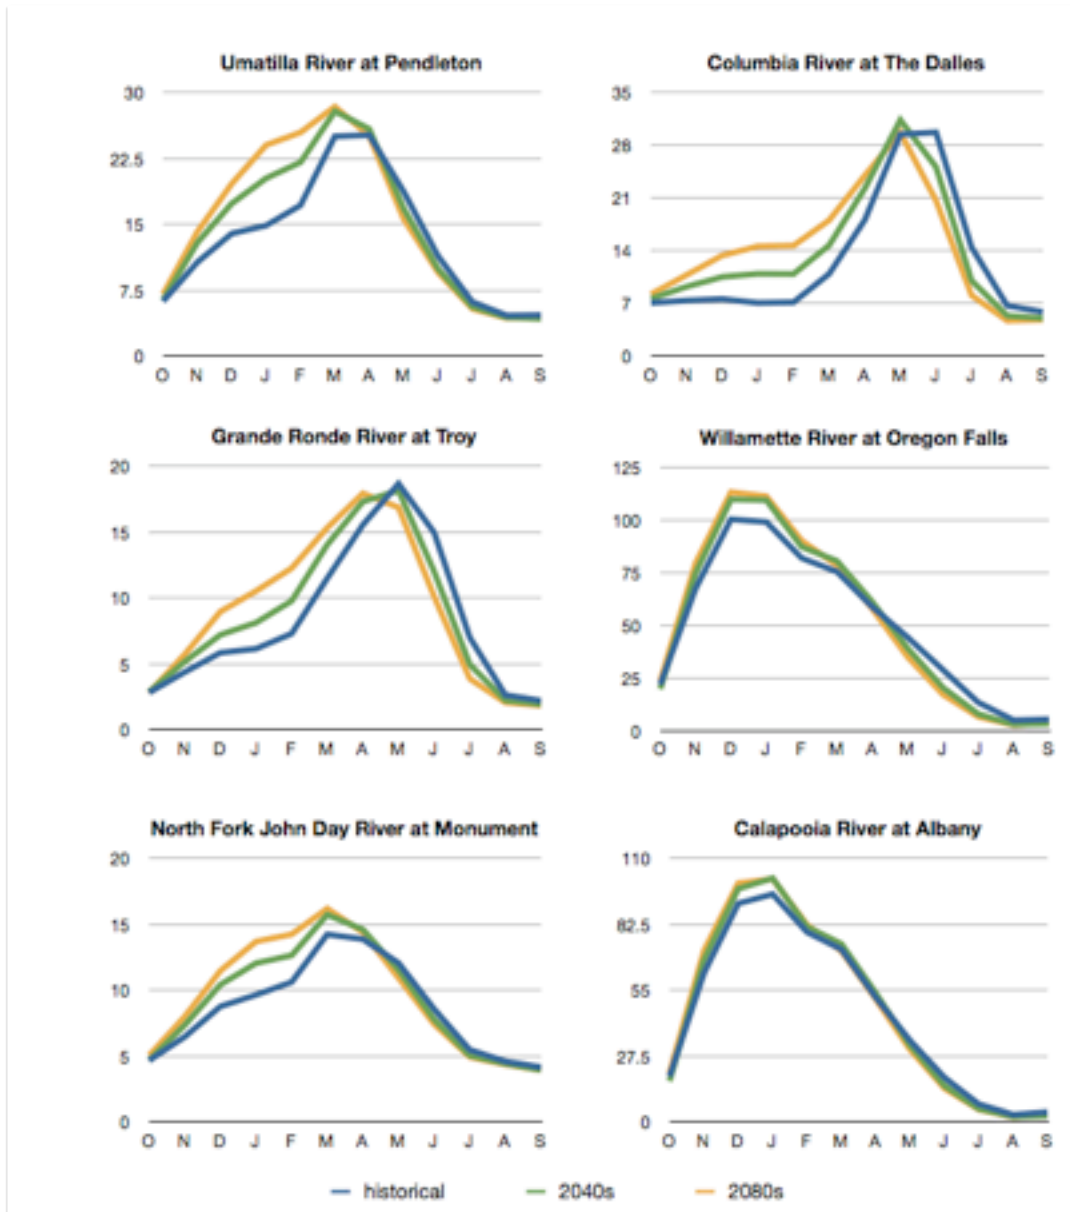 Umatilla River at Pendleton
30
22.5
15
7.5
0
O N D J F M A M J J A S
Columbia River at The Dalles
35
28
21
14
7
0
O N D J F M A M J J A S
Grande Ronde River at Troy
20
15
10
5
0
O N D J F M A M J J A S
Willamette River at Oregon Falls
125
100
75
50
25
0
O N D J F M A M J J A S
North Fork John Day River at Monument
20
15
10
5
0
O N D J F M A M J J A S
Calapooia River at Albany
110
82.5
55
27.5
0
O N D J F M A M J J A S
historical 2040s 2080s